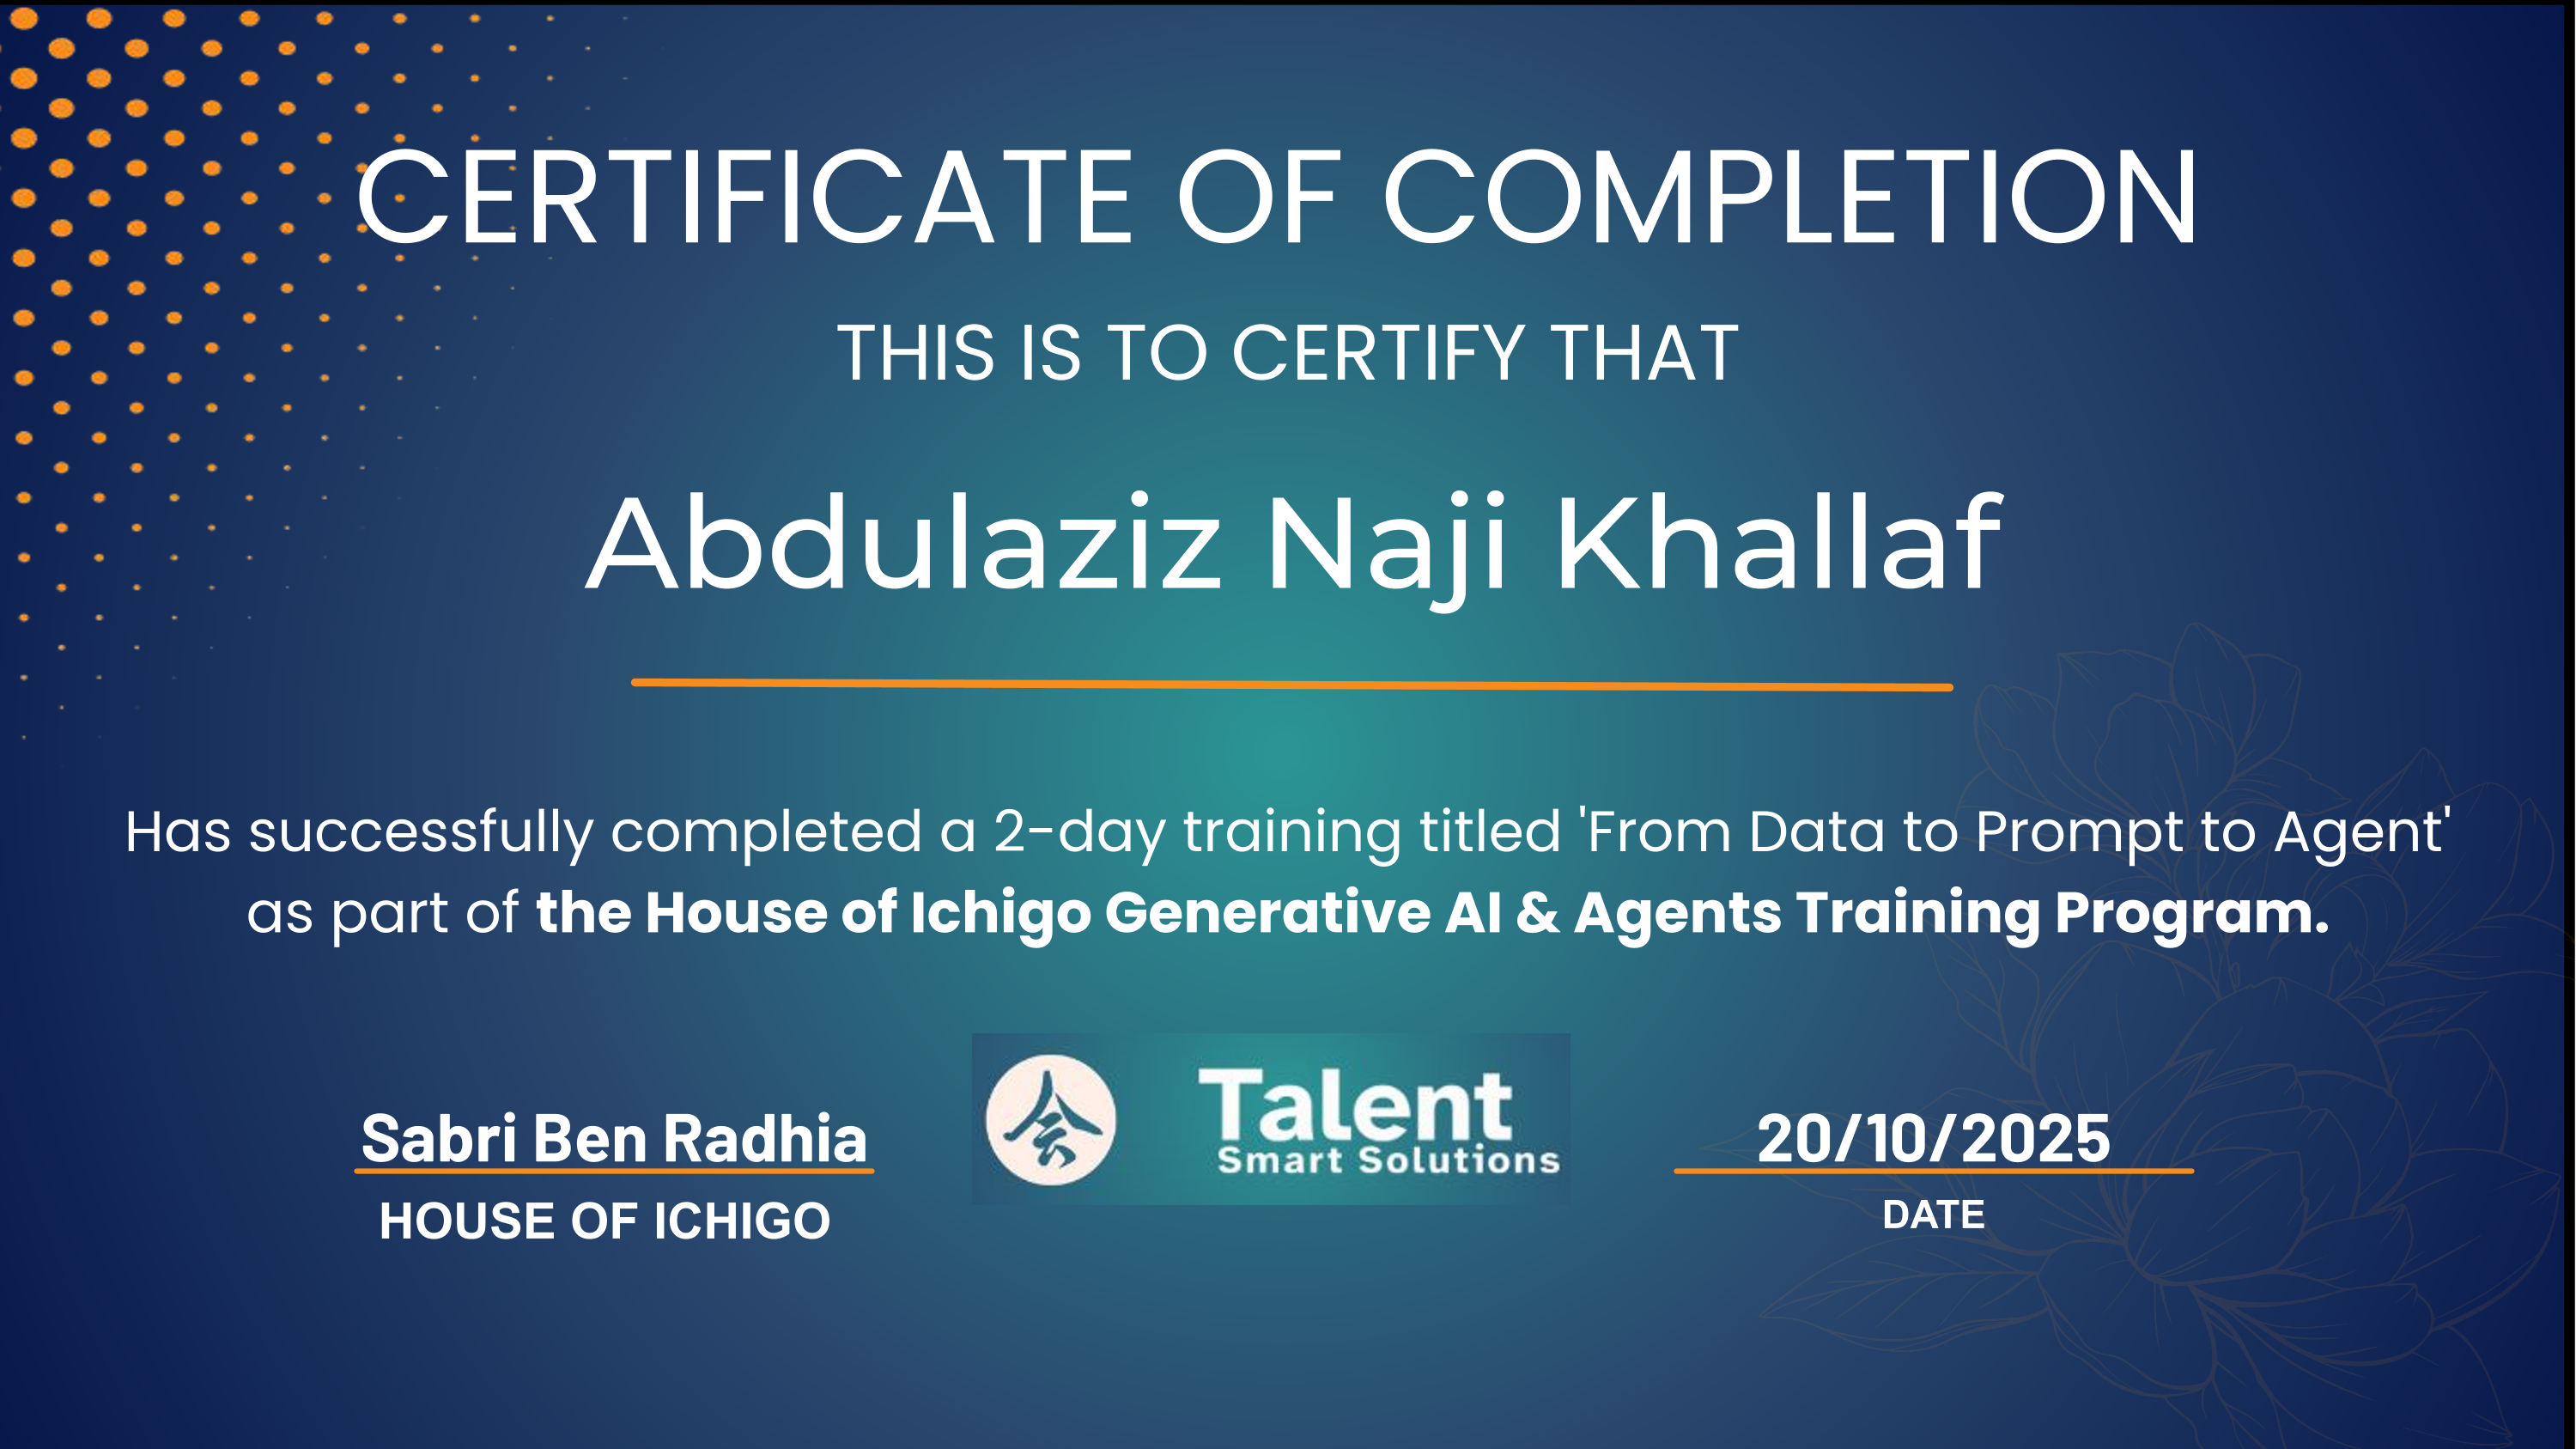 CERTIFICATE OF COMPLETION
THIS IS TO CERTIFY THAT
Abdulaziz Naji Khallaf
Has successfully completed a 2-day training titled 'From Data to Prompt to Agent'
as part of the House of Ichigo Generative AI & Agents Training Program.
Sabri Ben Radhia
HOUSE OF ICHIGO
Talent
Smart Solutions
20/10/2025
DATE